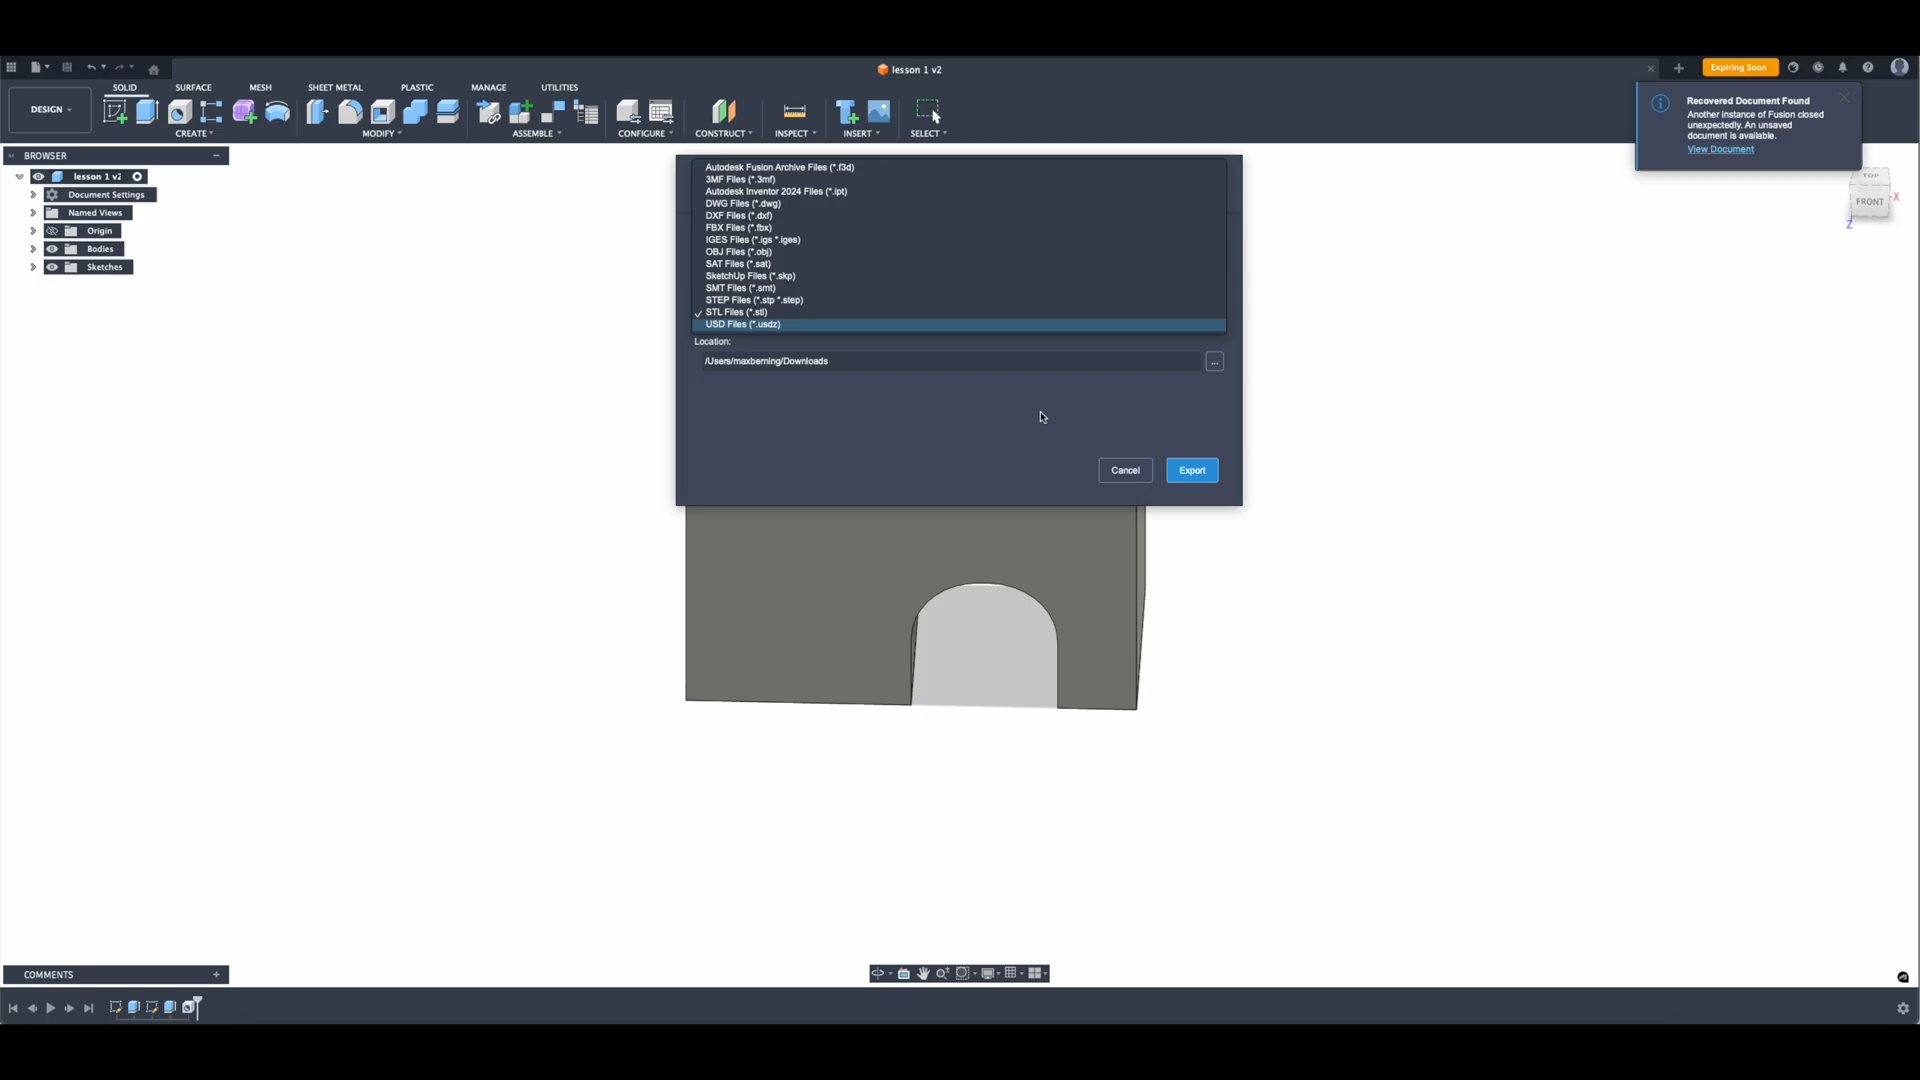 lesson 1 v2
Expiring Soon
DESIGN
SOLID
SURFACE
MESH
SHEET METAL
PLASTIC
MANAGE
UTILITIES
CREATE
MODIFY
ASSEMBLE
CONFIGURE
CONSTRUCT
INSPECT
INSERT
SELECT
Recovered Document Found
Another instance of Fusion closed
unexpectedly. An unsaved
document is available.
View Document
BROWSER
lesson 1 v2
Document Settings
Named Views
Origin
Bodies
Sketches
TOP
FRONT
X
Z
Autodesk Fusion Archive Files (*.f3d)
3MF Files (*.3mf)
Autodesk Inventor 2024 Files (*.ipt)
DWG Files (*.dwg)
DXF Files (*.dxf)
FBX Files (*.fbx)
IGES Files (*.igs *.iges)
OBJ Files (*.obj)
SAT Files (*.sat)
SketchUp Files (*.skp)
SMT Files (*.smt)
STEP Files (*.stp *.step)
STL Files (*.stl)
USD Files (*.usdz)
Location:
/Users/maxberning/Downloads
...
Cancel
Export
COMMENTS